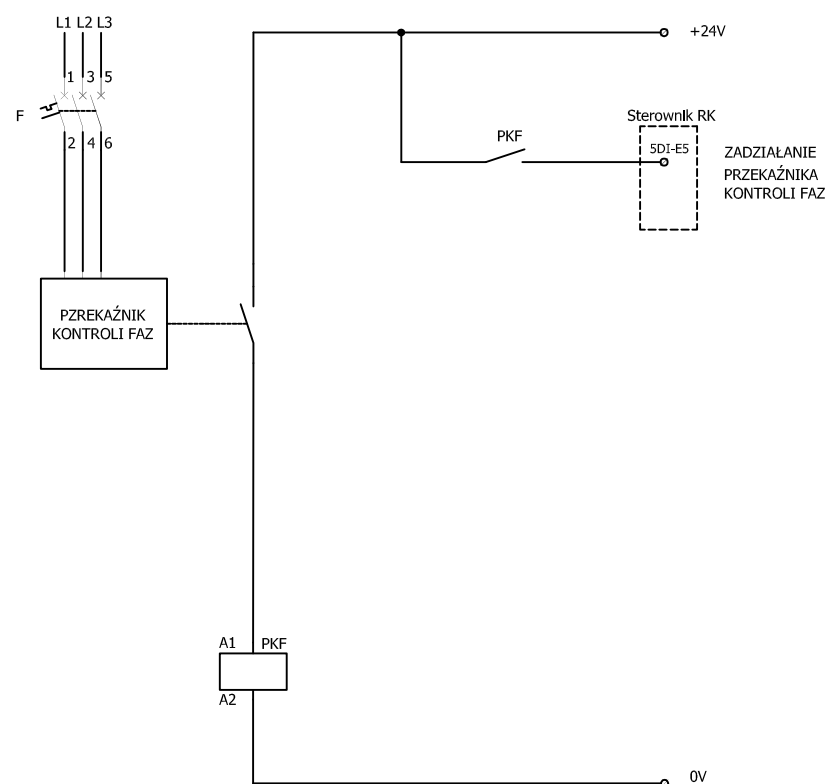 L1 L2 L3
+24V
1 3 5
F
Sterownik RK
PKF
5DI-E5
2 4 6
ZADZIAŁANIE
PRZEKAŹNIKA
KONTROLI FAZ
PZREKAŹNIK
KONTROLI FAZ
A1 PKF
A2
0V